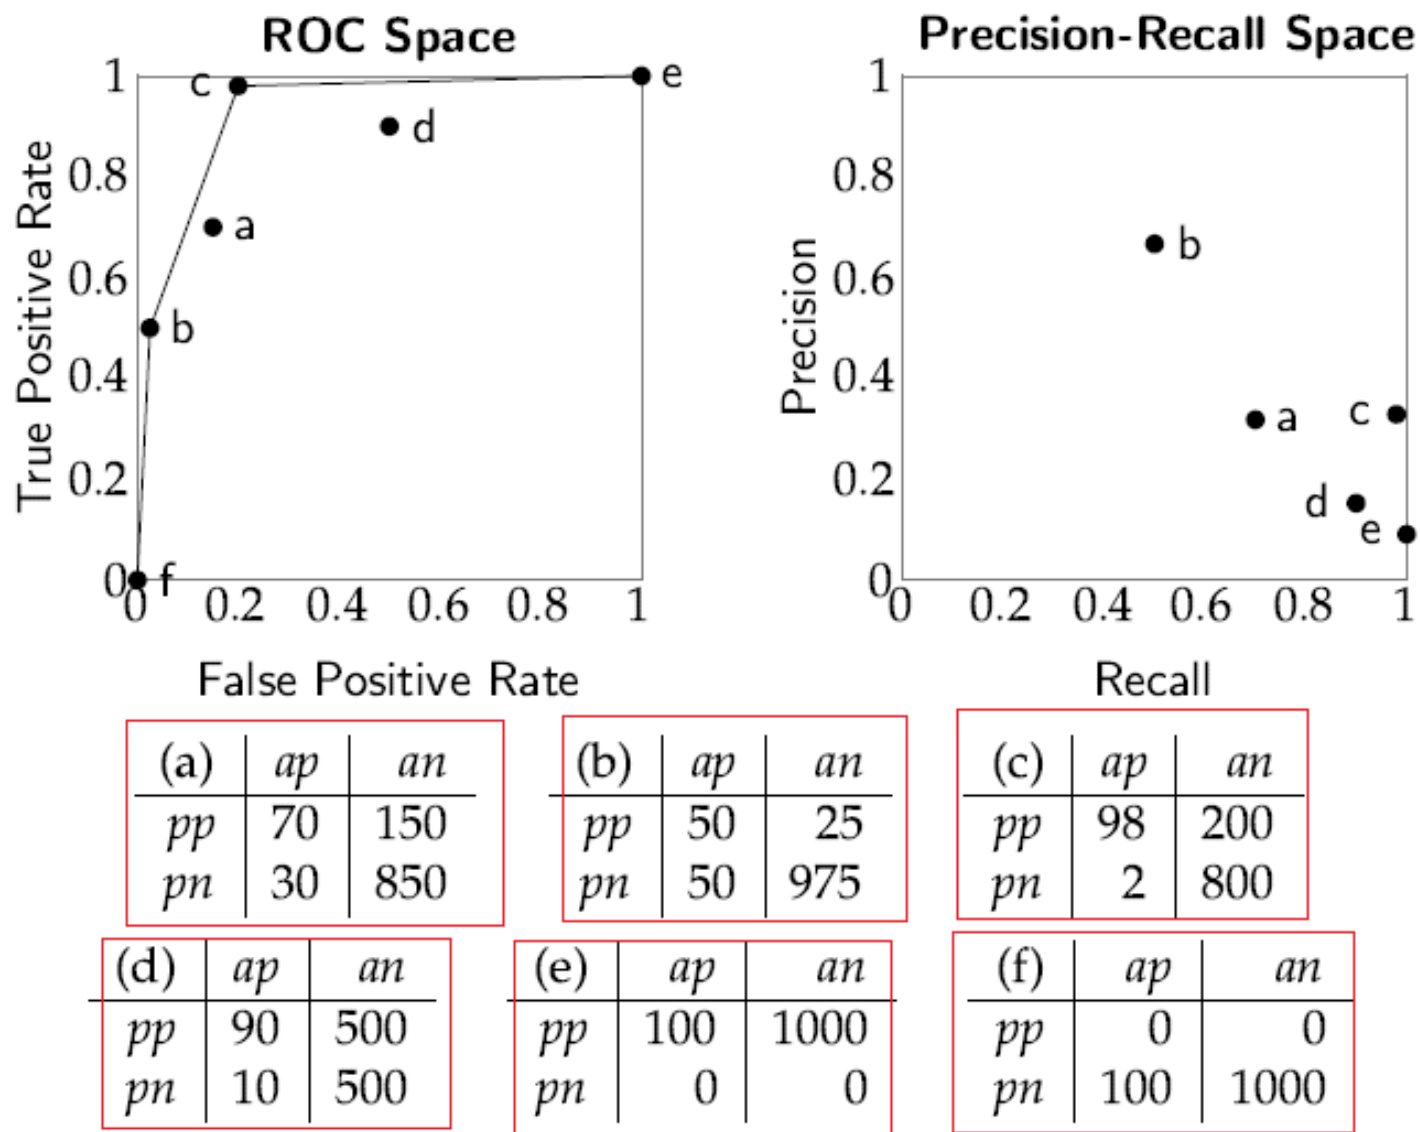 ROC Space
Precision-Recall Space
True Positive Rate
1
0.8
0.6
0.4
0.2
0
c
e
d
a
b
f
0 0.2 0.4 0.6 0.8 1
False Positive Rate
Precision
1
0.8
0.6
0.4
0.2
0
b
a
c
d
e
0 0.2 0.4 0.6 0.8 1
Recall
(a) ap an
pp 70 150
pn 30 850
(b) ap an
pp 50 25
pn 50 975
(c) ap an
pp 98 200
pn 2 800
(d) ap an
pp 90 500
pn 10 500
(e) ap an
pp 100 1000
pn 0 0
(f) ap an
pp 0 0
pn 100 1000